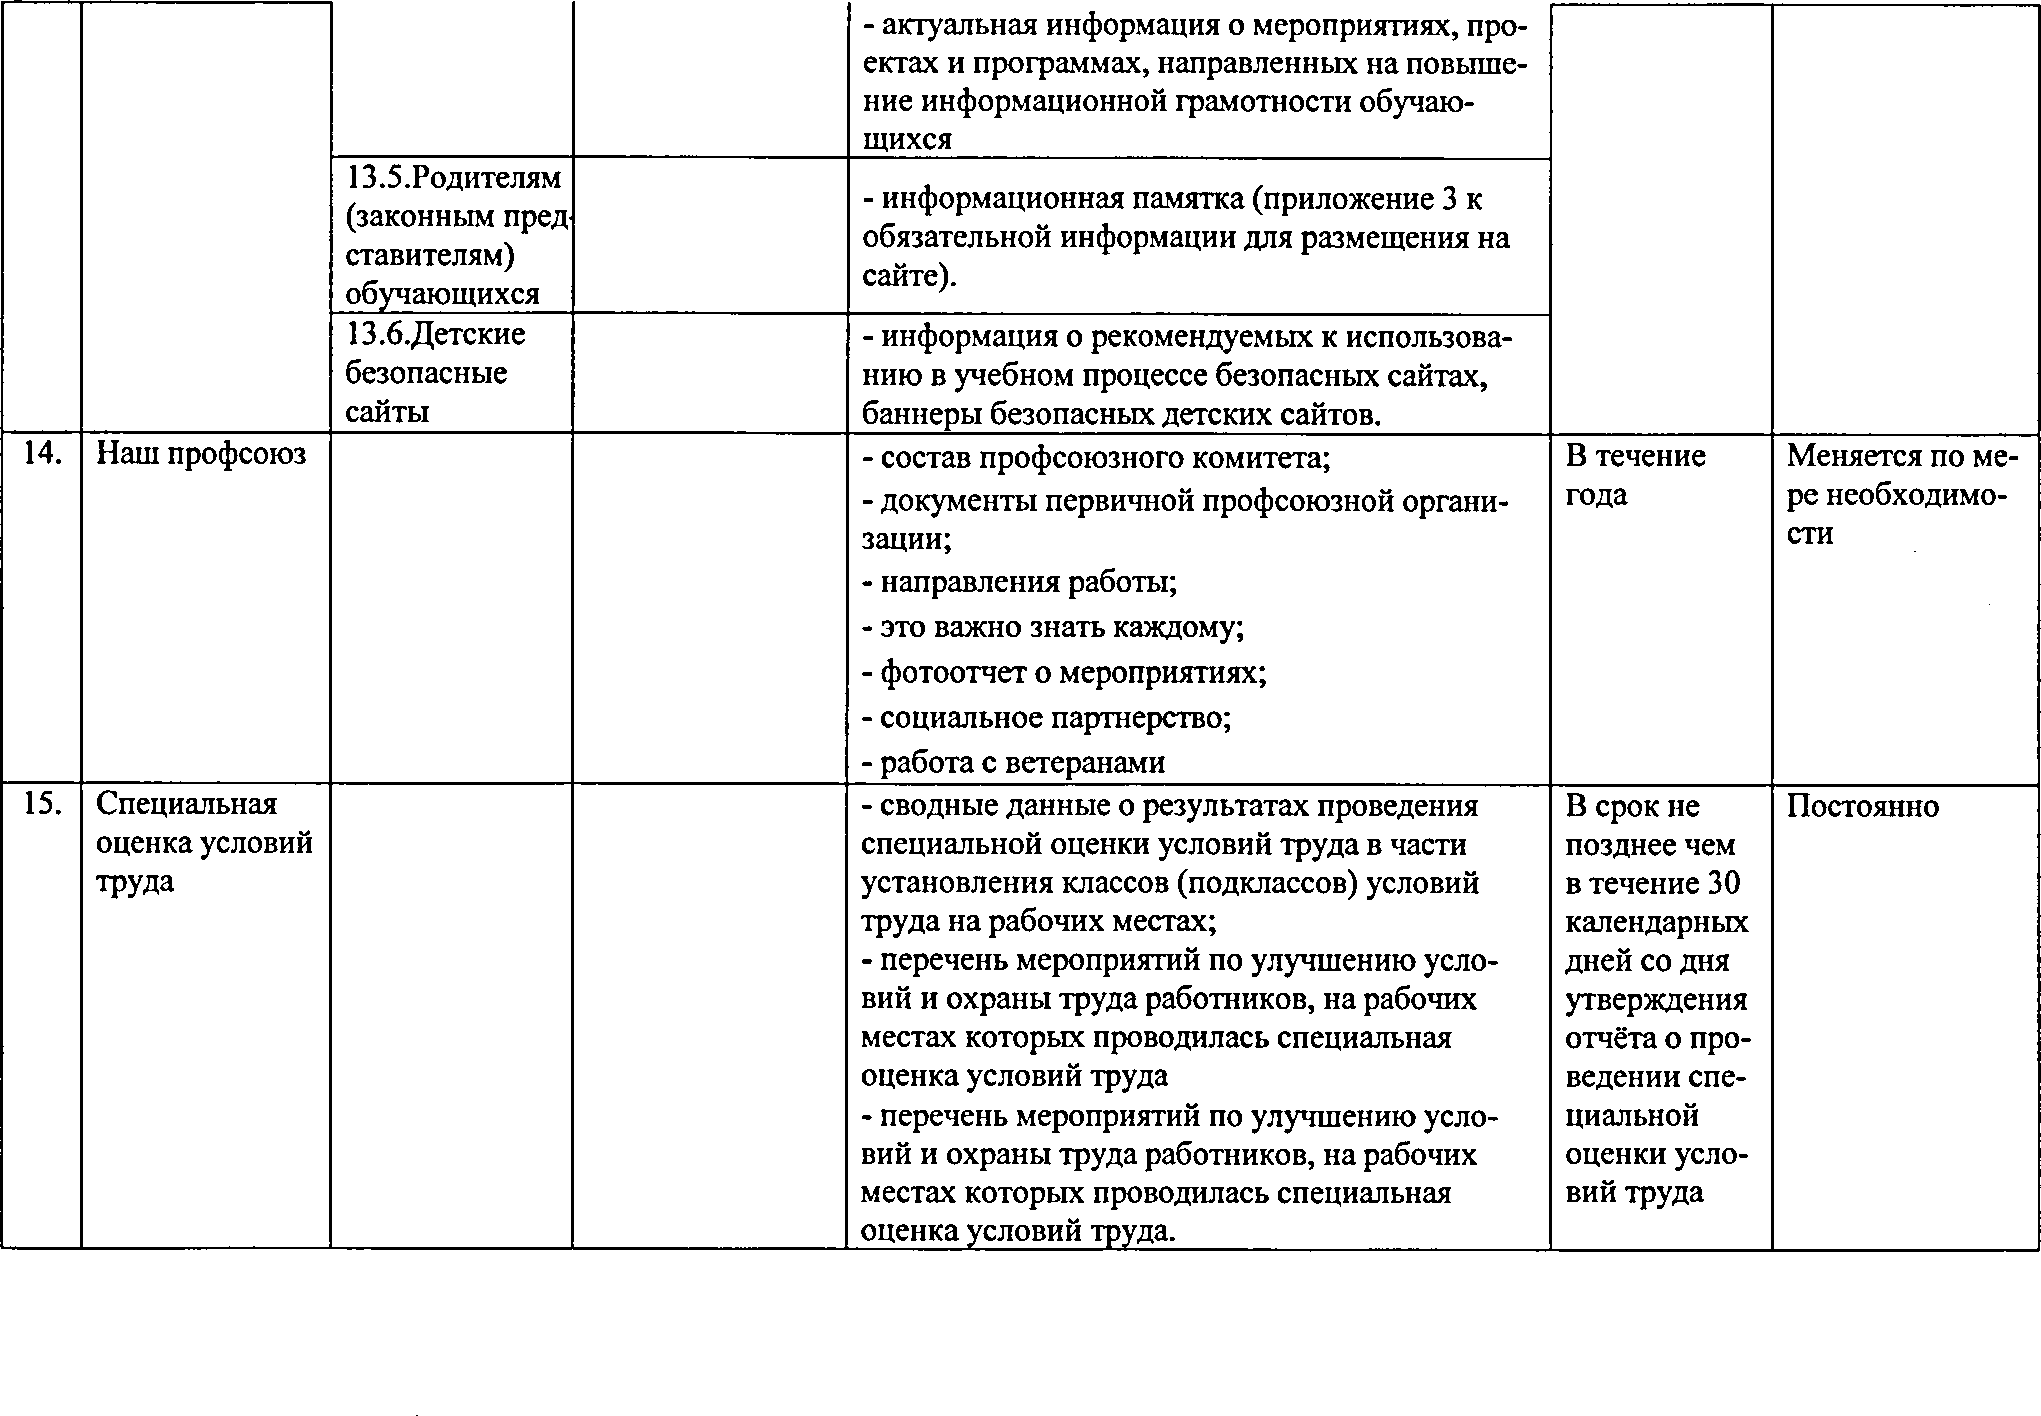 - актуальная информация о мероприятиях, про-
ектах и программах, направленных на повыше-
ние информационной грамотности обучаю-
щихся
13.5.Родителям
(законным пред-
ставителям)
обучающихся
- информационная памятка (приложение 3 к
обязательной информации для размещения на
сайте).
13.6.Детские
безопасные
сайты
- информация о рекомендуемых к использова-
нию в учебном процессе безопасных сайтах,
баннеры безопасных детских сайтов.
14.
Наш профсоюз
- состав профсоюзного комитета;
- документы первичной профсоюзной органи-
зации;
- направления работы;
- это важно знать каждому;
- фотоотчет о мероприятиях;
- социальное партнерство;
- работа с ветеранами
В течение
года
Меняется по ме-
ре необходимо-
сти
15.
Специальная
оценка условий
труда
- сводные данные о результатах проведения
специальной оценки условий труда в части
установления классов (подклассов) условий
труда на рабочих местах;
- перечень мероприятий по улучшению усло-
вий и охраны труда работников, на рабочих
местах которых проводилась специальная
оценка условий труда
- перечень мероприятий по улучшению усло-
вий и охраны труда работников, на рабочих
местах которых проводилась специальная
оценка условий труда.
В срок не
позднее чем
в течение 30
календарных
дней со дня
утверждения
отчёта о про-
ведении спе-
циальной
оценки усло-
вий труда
Постоянно